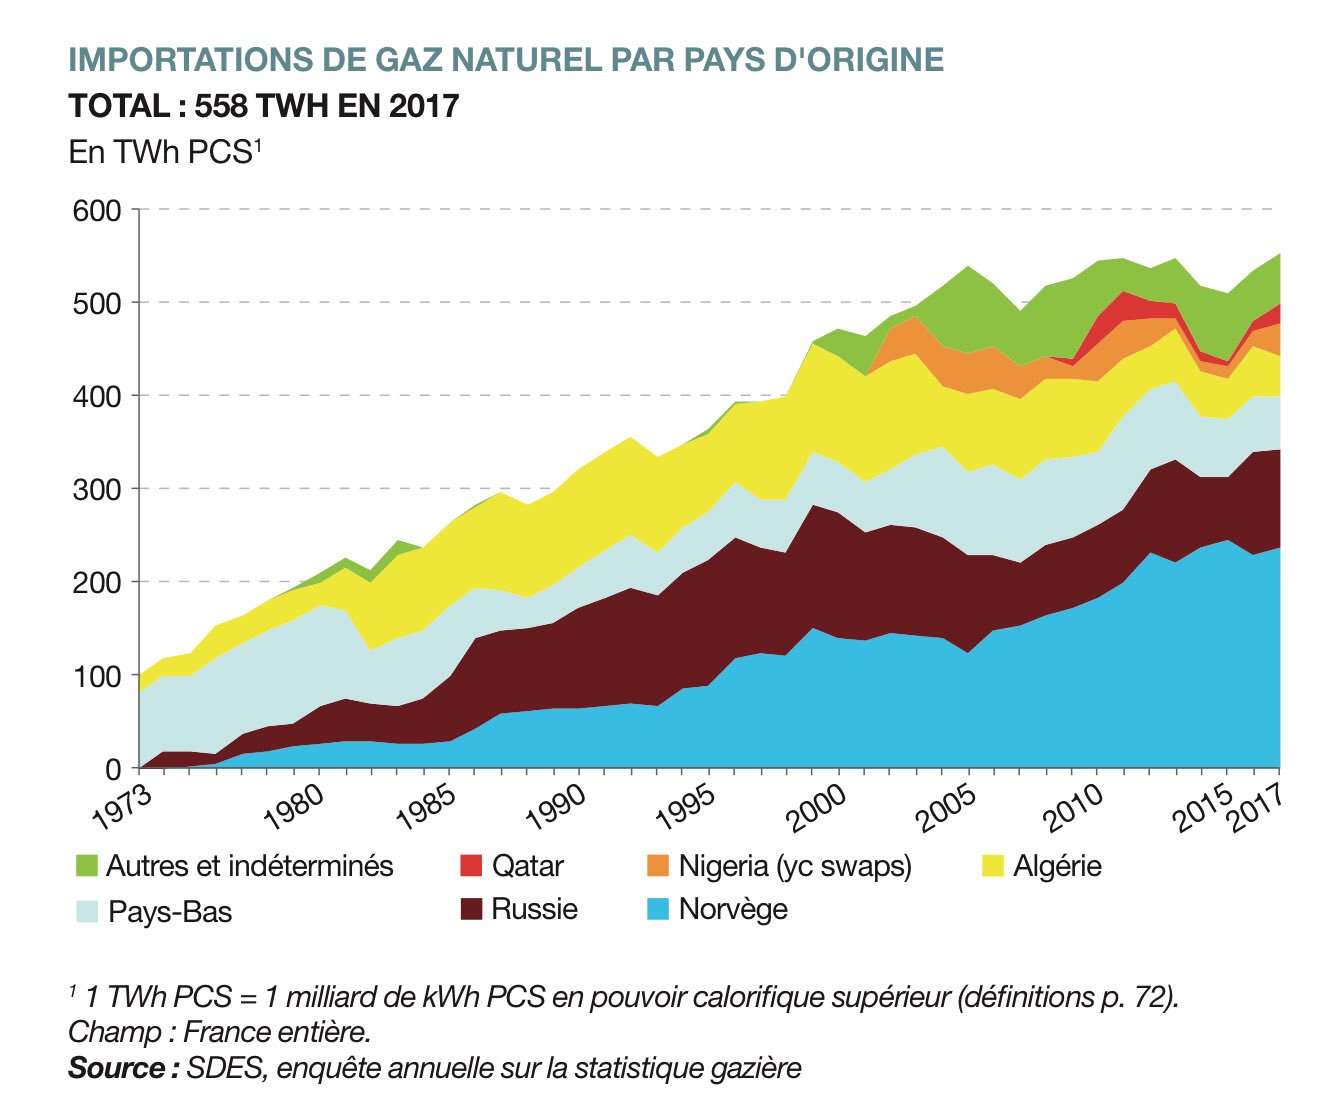 IMPORTATIONS DE GAZ NATUREL PAR PAYS D'ORIGINE
TOTAL : 558 TWH EN 2017
En TWh PCS¹
600
500
400
300
200
100
0
1973 1980 1985 1990 1995 2000 2005 2010 2015 2017
Autres et indéterminés Qatar Nigeria (yc swaps) Algérie
Pays-Bas Russie Norvège
¹ 1 TWh PCS = 1 milliard de kWh PCS en pouvoir calorifique supérieur (définitions p. 72).
Champ : France entière.
Source : SDES, enquête annuelle sur la statistique gazière